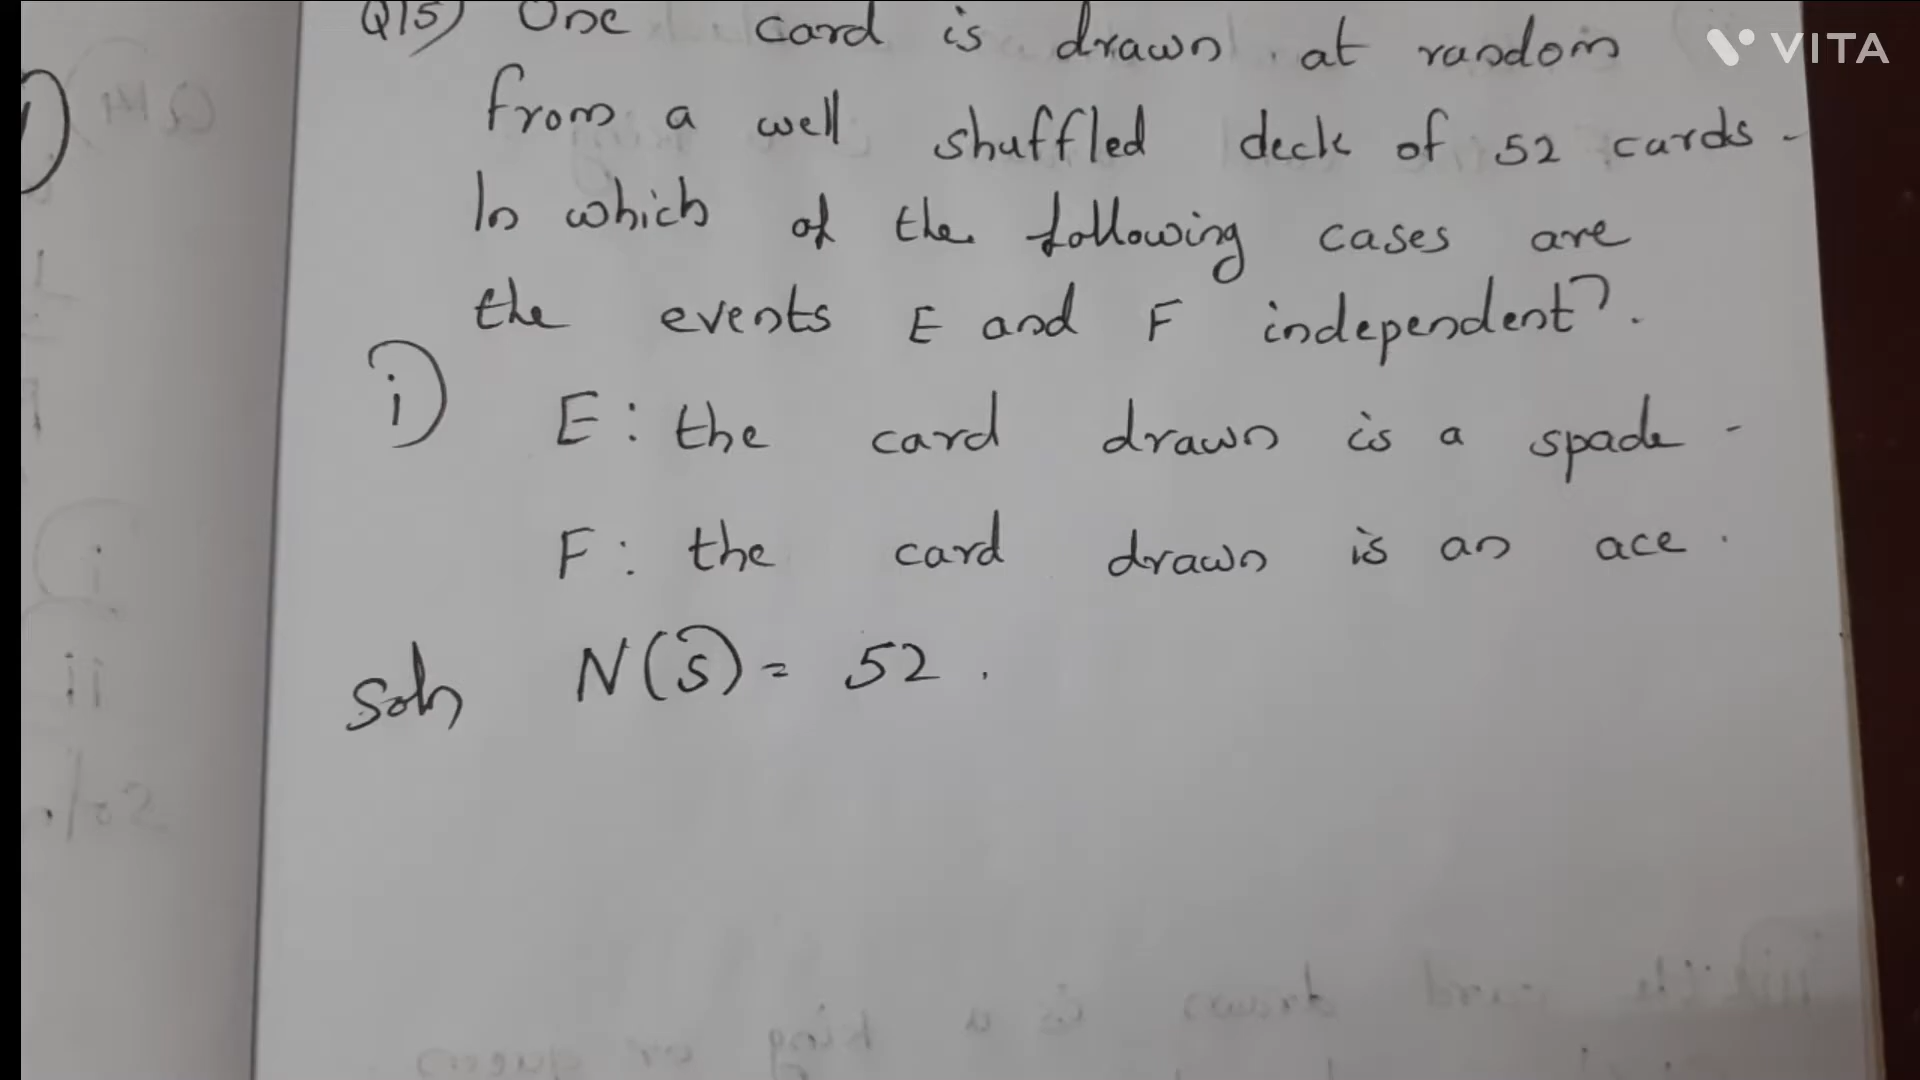 Q15) One card is drawn at random
VITA
from a well shuffled deck of 52 cards.
In which of the following cases are
the events E and F independent?
i) E: the card drawn is a spade.
F: the card drawn is an ace.
Soln N(S) = 52.